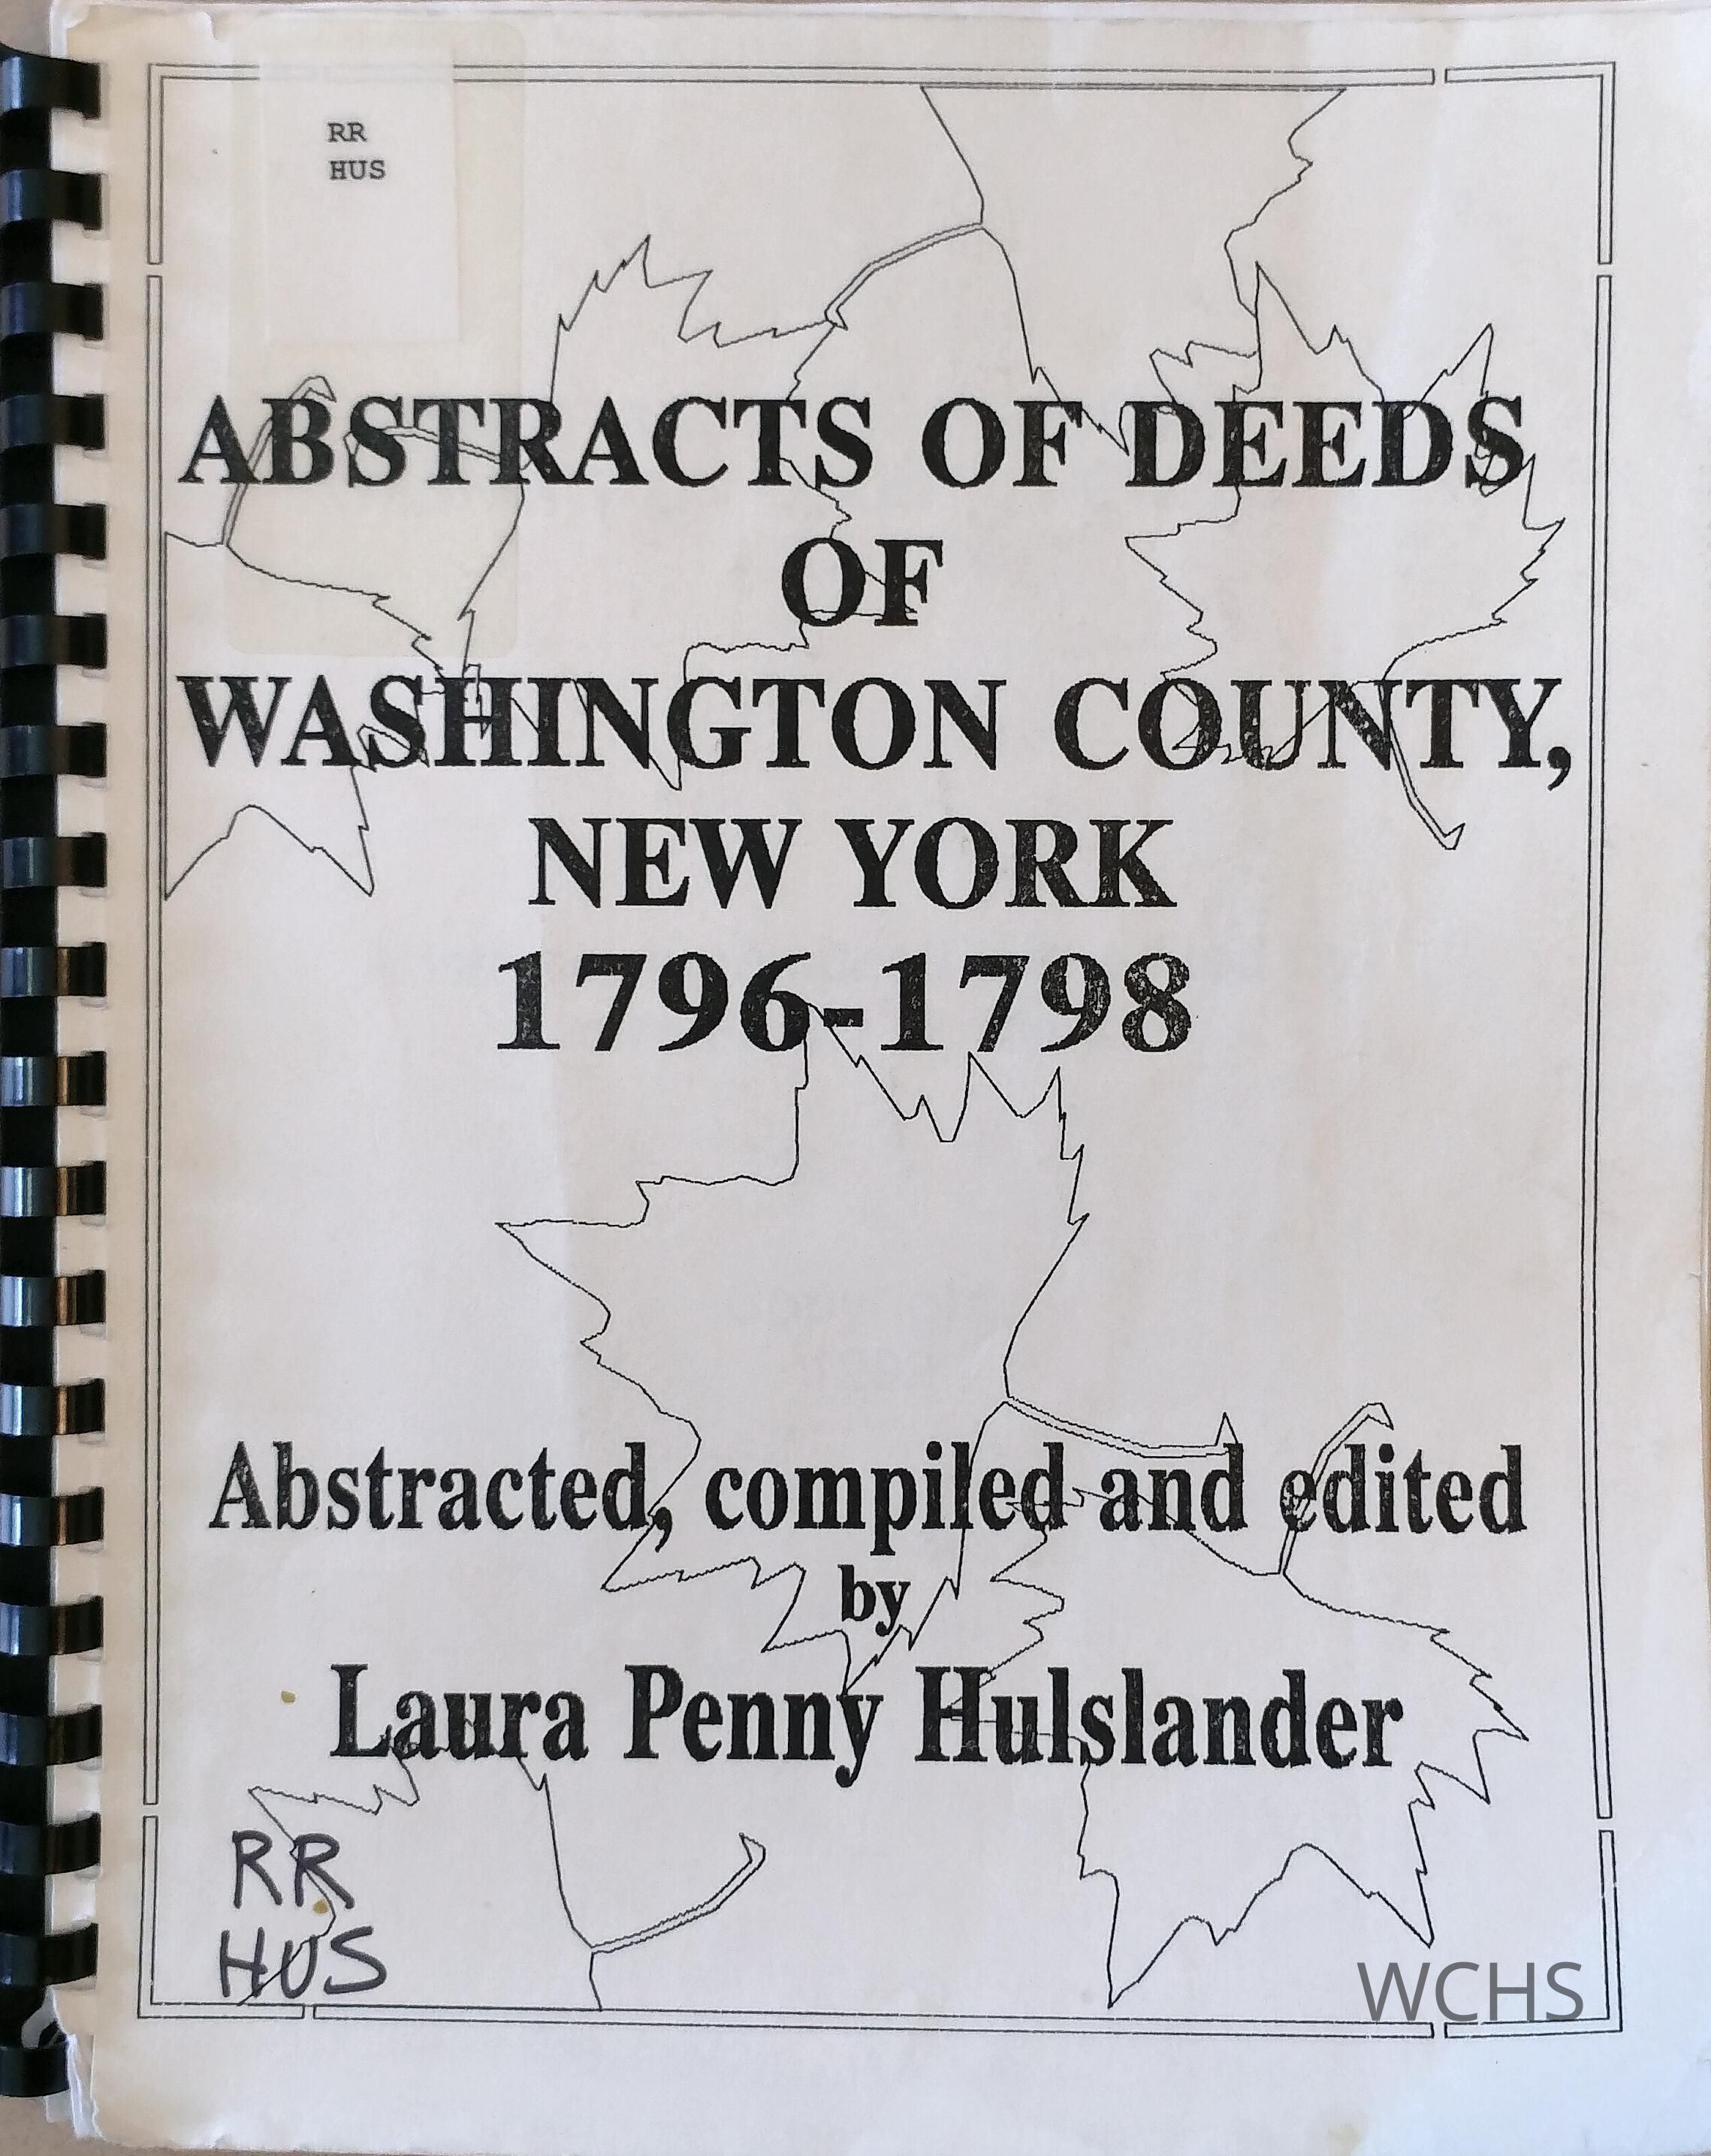 RR
HUS
ABSTRACTS OF DEEDS
OF
WASHINGTON COUNTY,
NEW YORK
1796-1798
Abstracted, compiled and edited
by
Laura Penny Hulslander
RR
HUS
WCHS